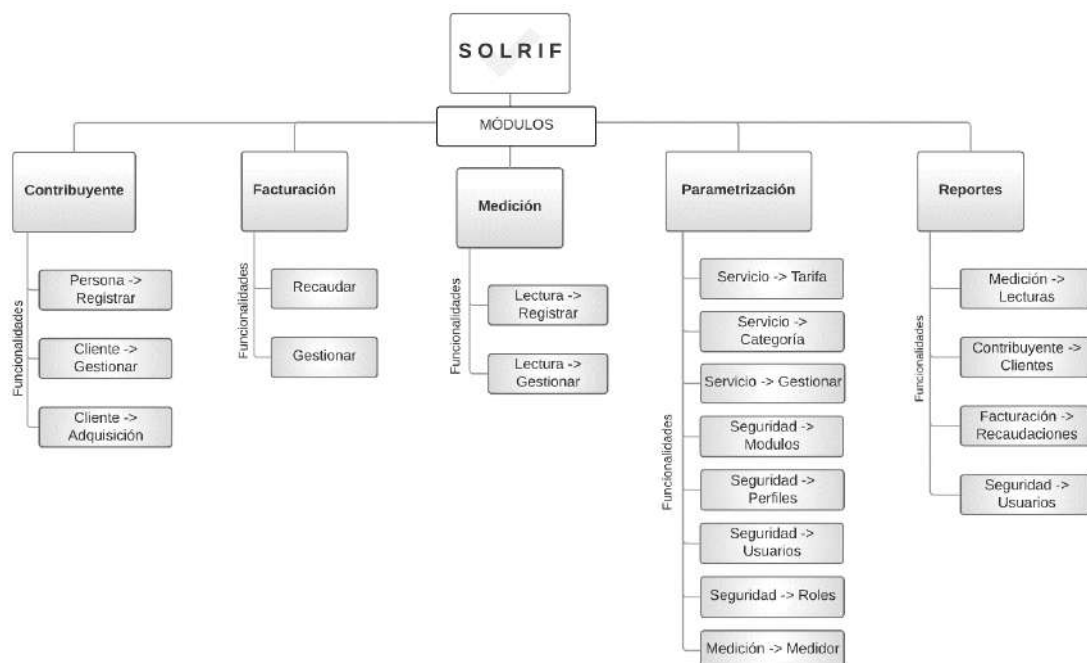 SOLRIF
MÓDULOS
Contribuyente
Funcionalidades
Persona ->
Registrar
Cliente ->
Gestionar
Cliente ->
Adquisición
Facturación
Funcionalidades
Recaudar
Gestionar
Medición
Funcionalidades
Lectura ->
Registrar
Lectura ->
Gestionar
Parametrización
Funcionalidades
Servicio -> Tarifa
Servicio ->
Categoría
Servicio -> Gestionar
Seguridad ->
Modulos
Seguridad ->
Perfiles
Seguridad ->
Usuarios
Seguridad -> Roles
Medición -> Medidor
Reportes
Funcionalidades
Medición ->
Lecturas
Contribuyente ->
Clientes
Facturación ->
Recaudaciones
Seguridad ->
Usuarios